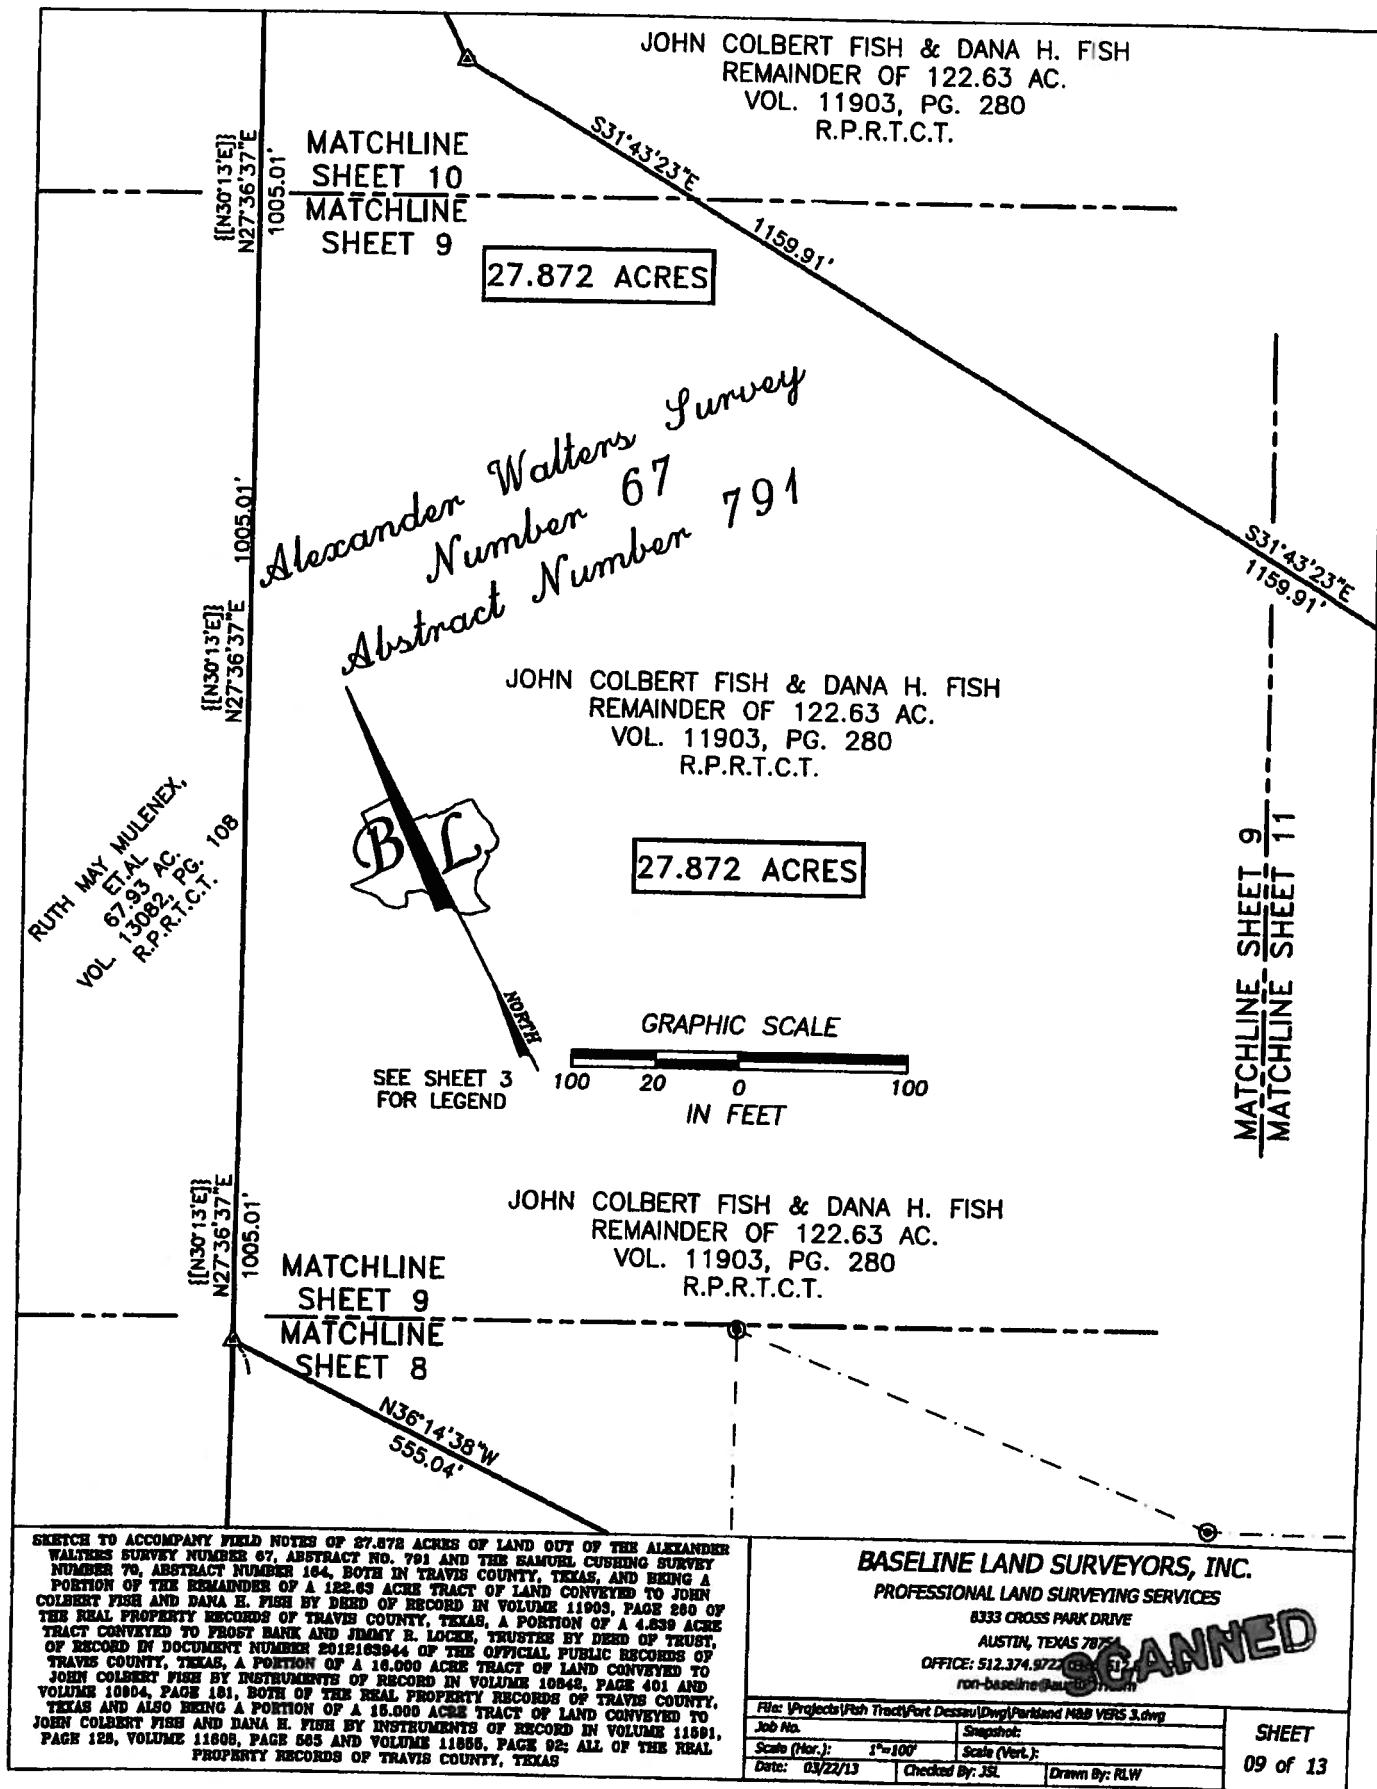 JOHN COLBERT FISH & DANA H. FISH
REMAINDER OF 122.63 AC.
VOL. 11903, PG. 280
R.P.R.T.C.T.
S31°43'23"E
1159.91'
{[N30°13'E]}
N27°36'37"E
1005.01'
MATCHLINE
SHEET 10
MATCHLINE
SHEET 9
27.872 ACRES
Alexander Walters Survey
Number 67
Abstract Number 791
1005.01'
{[N30°13'E]}
N27°36'37"E
S31°43'23"E
1159.91'
JOHN COLBERT FISH & DANA H. FISH
REMAINDER OF 122.63 AC.
VOL. 11903, PG. 280
R.P.R.T.C.T.
RUTH MAY MULENEX,
ET.AL
67.93 AC.
VOL. 13082, PG. 108
R.P.R.T.C.T.
B L
27.872 ACRES
MATCHLINE SHEET 9
MATCHLINE SHEET 11
NORTH
SEE SHEET 3
FOR LEGEND
GRAPHIC SCALE
100 20 0 100
IN FEET
{[N30°13'E]}
N27°36'37"E
1005.01'
JOHN COLBERT FISH & DANA H. FISH
REMAINDER OF 122.63 AC.
VOL. 11903, PG. 280
R.P.R.T.C.T.
MATCHLINE
SHEET 9
MATCHLINE
SHEET 8
N36°14'38"W
555.04'
SKETCH TO ACCOMPANY FIELD NOTES OF 27.872 ACRES OF LAND OUT OF THE ALEXANDER
WALTERS SURVEY NUMBER 67, ABSTRACT NO. 791 AND THE SAMUEL CUSHING SURVEY
NUMBER 70, ABSTRACT NUMBER 164, BOTH IN TRAVIS COUNTY, TEXAS, AND BEING A
PORTION OF THE REMAINDER OF A 122.63 ACRE TRACT OF LAND CONVEYED TO JOHN
COLBERT FISH AND DANA H. FISH BY DEED OF RECORD IN VOLUME 11903, PAGE 280 OF
THE REAL PROPERTY RECORDS OF TRAVIS COUNTY, TEXAS, A PORTION OF A 4.839 ACRE
TRACT CONVEYED TO FROST BANK AND JIMMY R. LOCKE, TRUSTEE BY DEED OF TRUST,
OF RECORD IN DOCUMENT NUMBER 2012163944 OF THE OFFICIAL PUBLIC RECORDS OF
TRAVIS COUNTY, TEXAS, A PORTION OF A 16.000 ACRE TRACT OF LAND CONVEYED TO
JOHN COLBERT FISH BY INSTRUMENTS OF RECORD IN VOLUME 10842, PAGE 401 AND
VOLUME 10804, PAGE 181, BOTH OF THE REAL PROPERTY RECORDS OF TRAVIS COUNTY,
TEXAS AND ALSO BEING A PORTION OF A 15.000 ACRE TRACT OF LAND CONVEYED TO
JOHN COLBERT FISH AND DANA H. FISH BY INSTRUMENTS OF RECORD IN VOLUME 11591,
PAGE 128, VOLUME 11608, PAGE 565 AND VOLUME 11855, PAGE 92; ALL OF THE REAL
PROPERTY RECORDS OF TRAVIS COUNTY, TEXAS
BASELINE LAND SURVEYORS, INC.
PROFESSIONAL LAND SURVEYING SERVICES
8333 CROSS PARK DRIVE
AUSTIN, TEXAS
OFFICE: 512.374.9722
SCANNED
File: \Projects\Fish Tract\Fort Dessau\Dwg\Parkland M&B VERS 3.dwg
Job No. Snapshot:
Scale (Hor.): 1"=100' Scale (Vert.):
Date: 03/22/13 Checked By: JSL Drawn By: RLW
SHEET
09 of 13